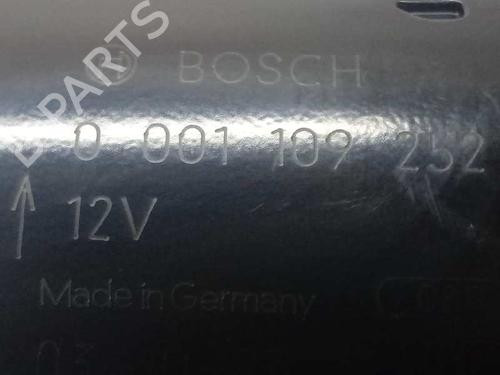 BOSCH
0 001 109 252
12V
Made in Germany
PARTS